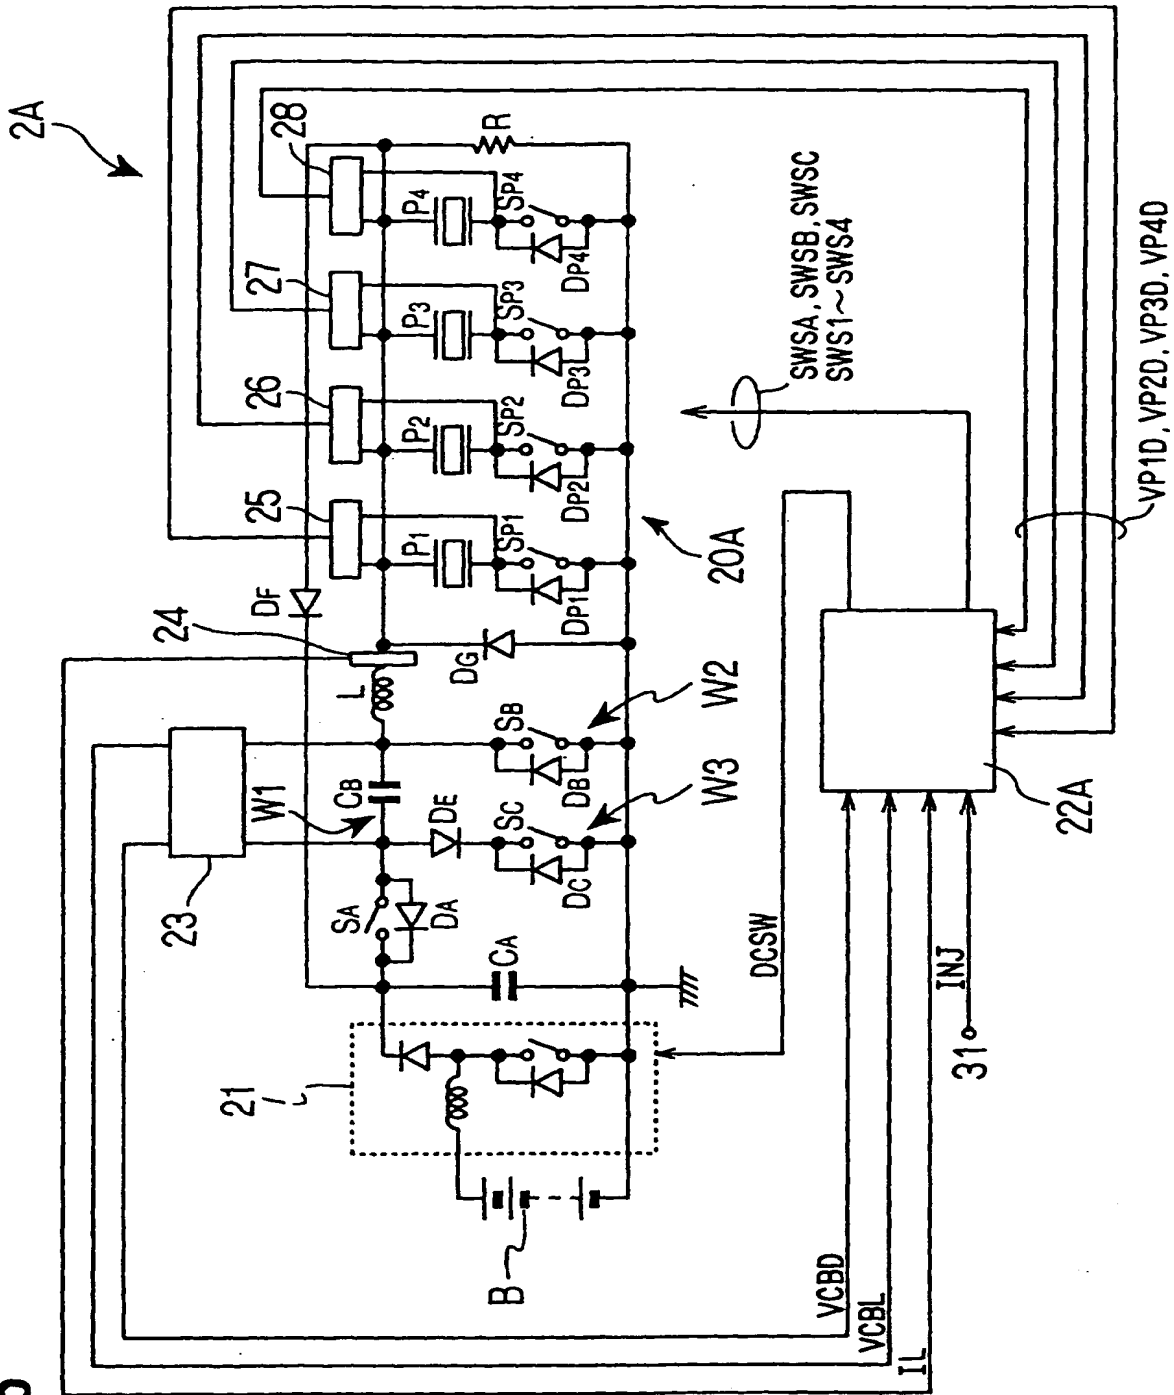 2A
28
27
26
25
DF
24
L
R
P1
P2
P3
P4
SP1
SP2
SP3
SP4
DP1
DP2
DP3
DP4
DG
20A
W1
CB
23
SA
DA
DE
SC
DC
SB
DB
W2
W3
CA
21
B
DCSW
SWSA, SWSB, SWSC
SWS1~SWS4
VP1D, VP2D, VP3D, VP4D
22A
VCBD
VCBL
IL
INJ
31